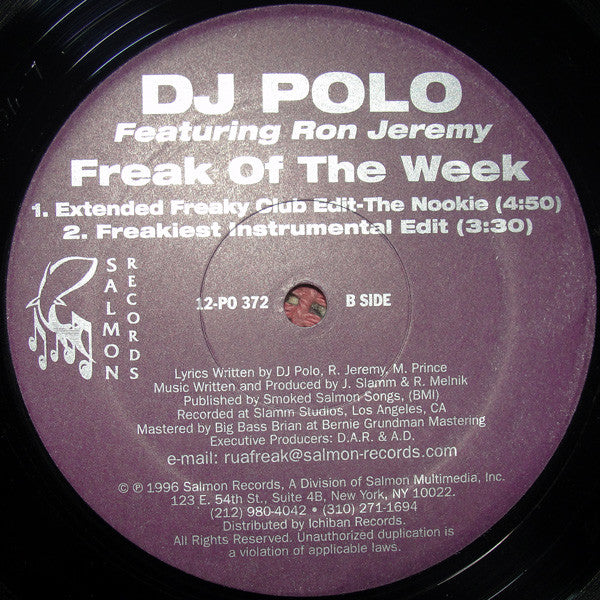 DJ POLO
Featuring Ron Jeremy
Freak Of The Week
1. Extended Freaky Club Edit-The Nookie (4:50)
2. Freakiest Instrumental Edit (3:30)
SALMON
RECORDS
12-PO 372
B SIDE
Lyrics Written by DJ Polo, R. Jeremy, M. Prince
Music Written and Produced by J. Slamm & R. Melnik
Published by Smoked Salmon Songs, (BMI)
Recorded at Slamm Studios, Los Angeles, CA
Mastered by Big Bass Brian at Bernie Grundman Mastering
Executive Producers: D.A.R. & A.D.
e-mail: ruafreak@salmon-records.com
© ℗ 1996 Salmon Records, A Division of Salmon Multimedia, Inc.
123 E. 54th St., Suite 4B, New York, NY 10022.
(212) 980-4042 • (310) 271-1694
Distributed by Ichiban Records.
All Rights Reserved. Unauthorized duplication is
a violation of applicable laws.